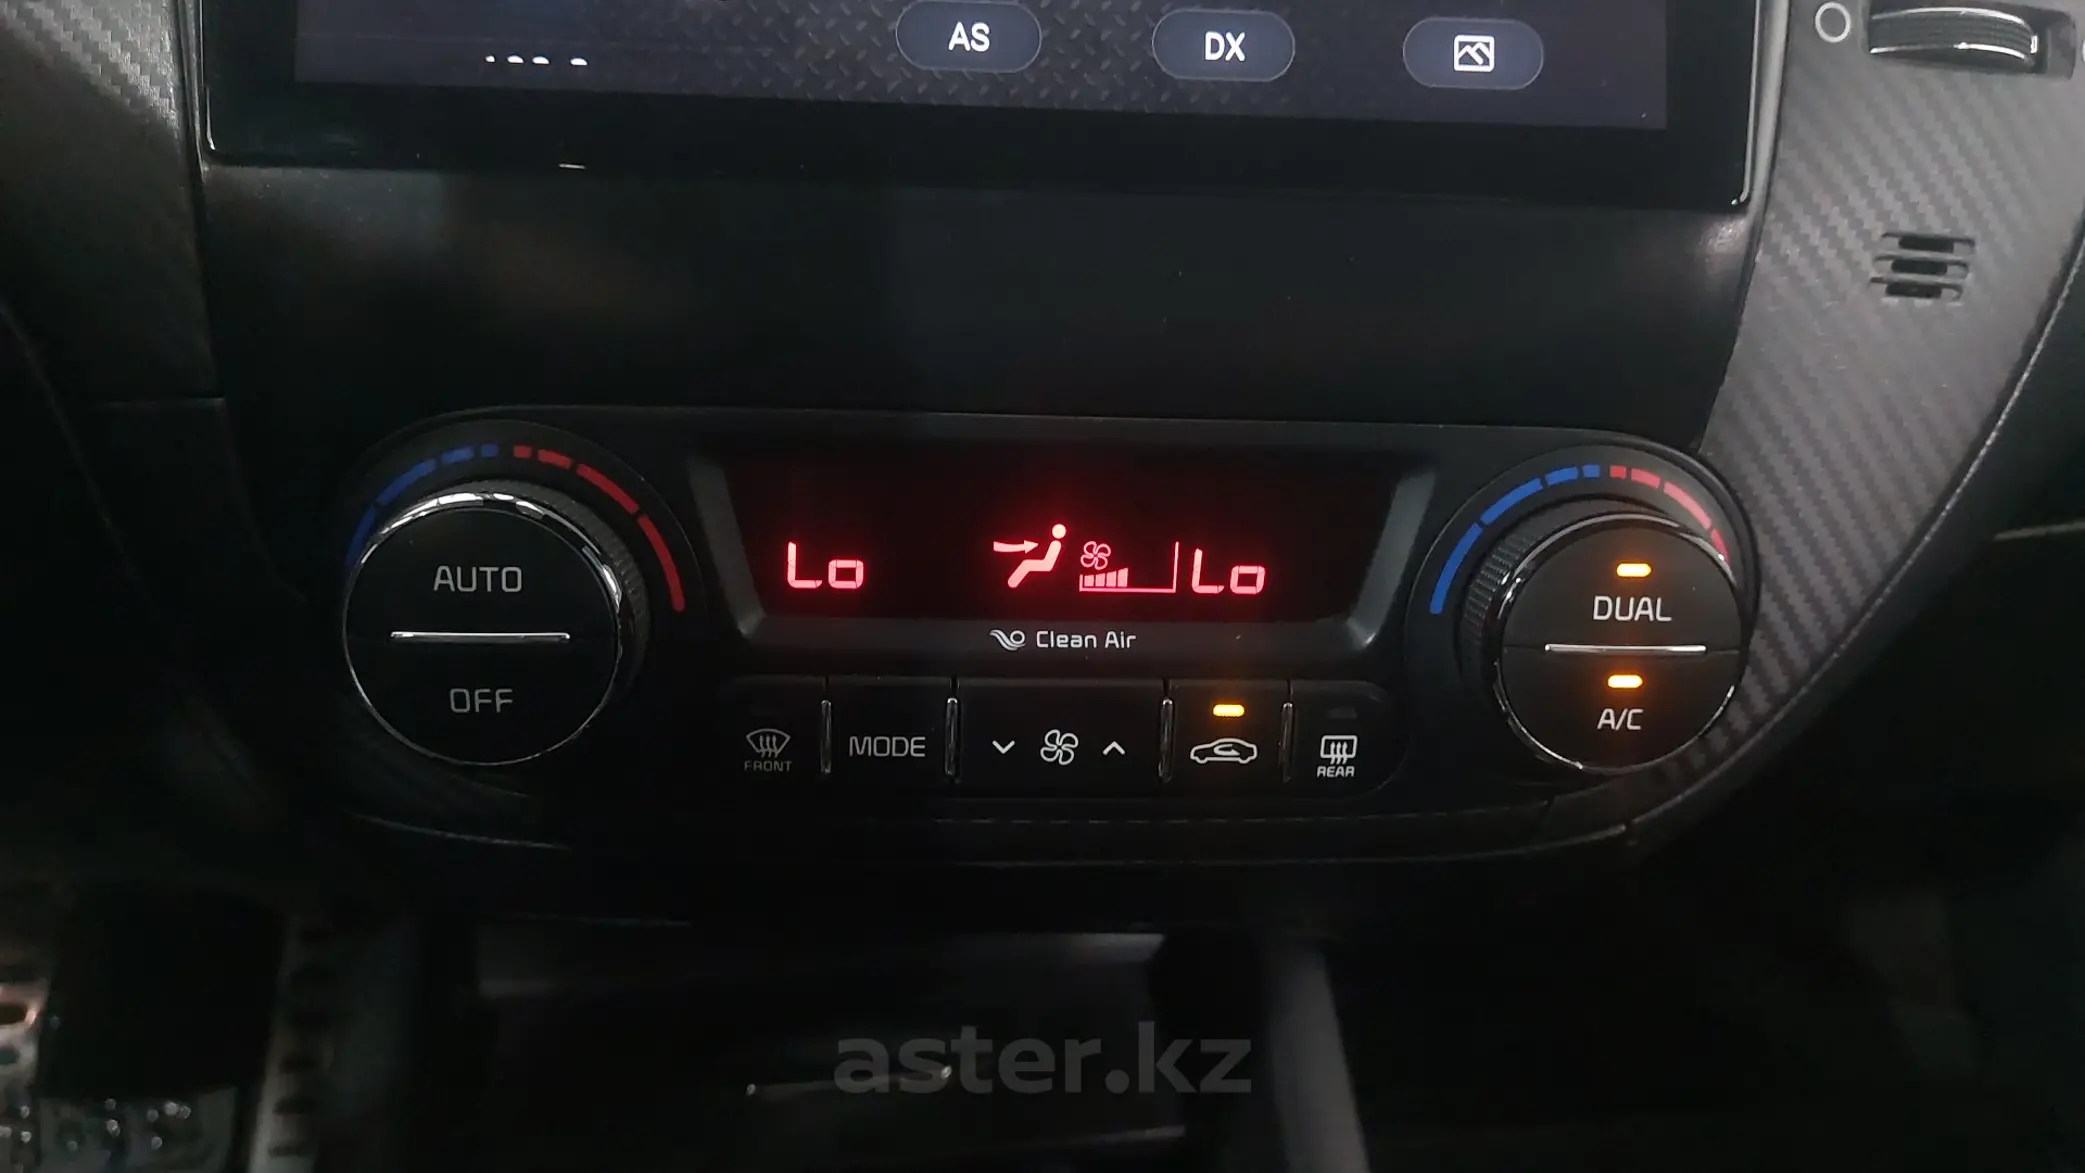 AS
DX
AUTO
OFF
Lo
Lo
Clean Air
FRONT
MODE
REAR
DUAL
A/C
aster.kz